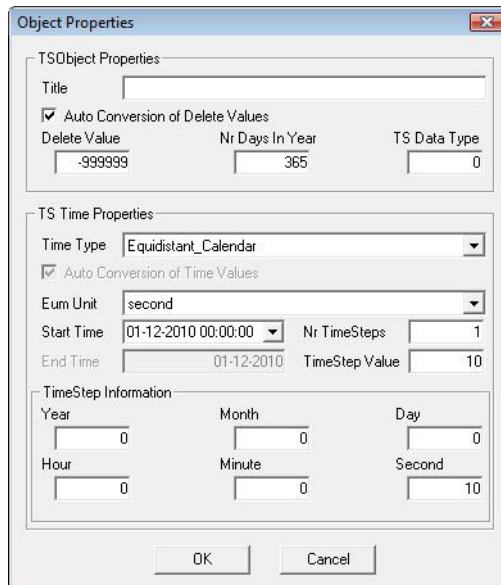 Object Properties
TSObject Properties
Title
Auto Conversion of Delete Values
Delete Value Nr Days In Year TS Data Type
-999999 365 0
TS Time Properties
Time Type Equidistant_Calendar
Auto Conversion of Time Values
Eum Unit second
Start Time 01-12-2010 00:00:00 Nr TimeSteps 1
End Time 01-12-2010 TimeStep Value 10
TimeStep Information
Year Month Day
0 0 0
Hour Minute Second
0 0 10
OK Cancel